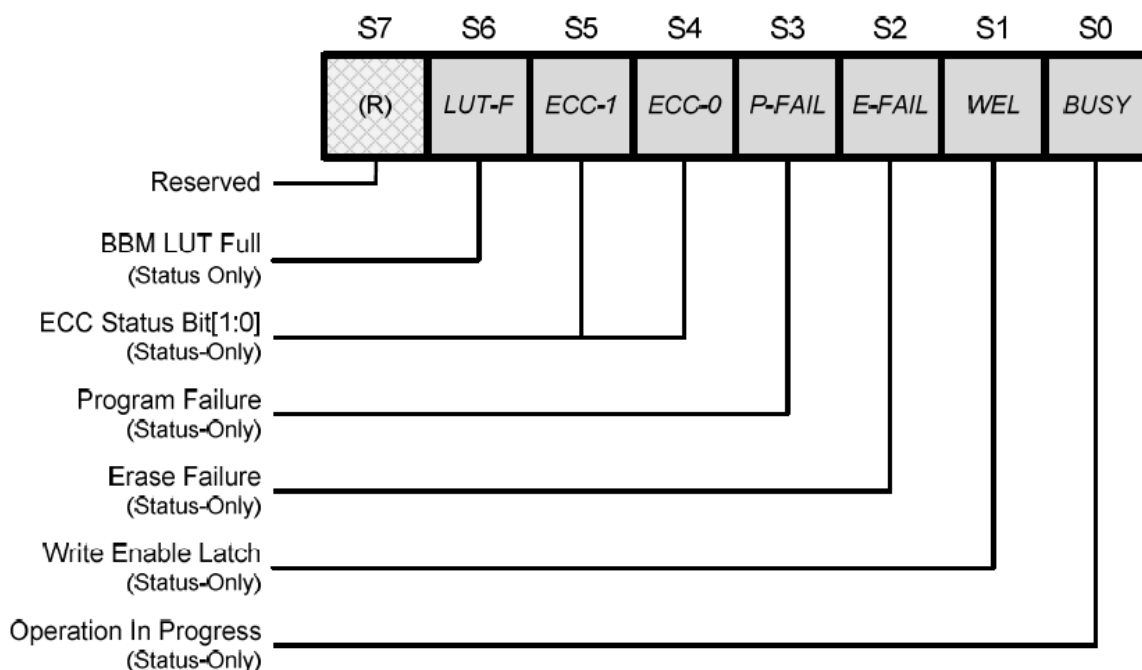 S7 S6 S5 S4 S3 S2 S1 S0
(R) LUT-F ECC-1 ECC-0 P-FAIL E-FAIL WEL BUSY
Reserved
BBM LUT Full
(Status Only)
ECC Status Bit[1:0]
(Status-Only)
Program Failure
(Status-Only)
Erase Failure
(Status-Only)
Write Enable Latch
(Status-Only)
Operation In Progress
(Status-Only)